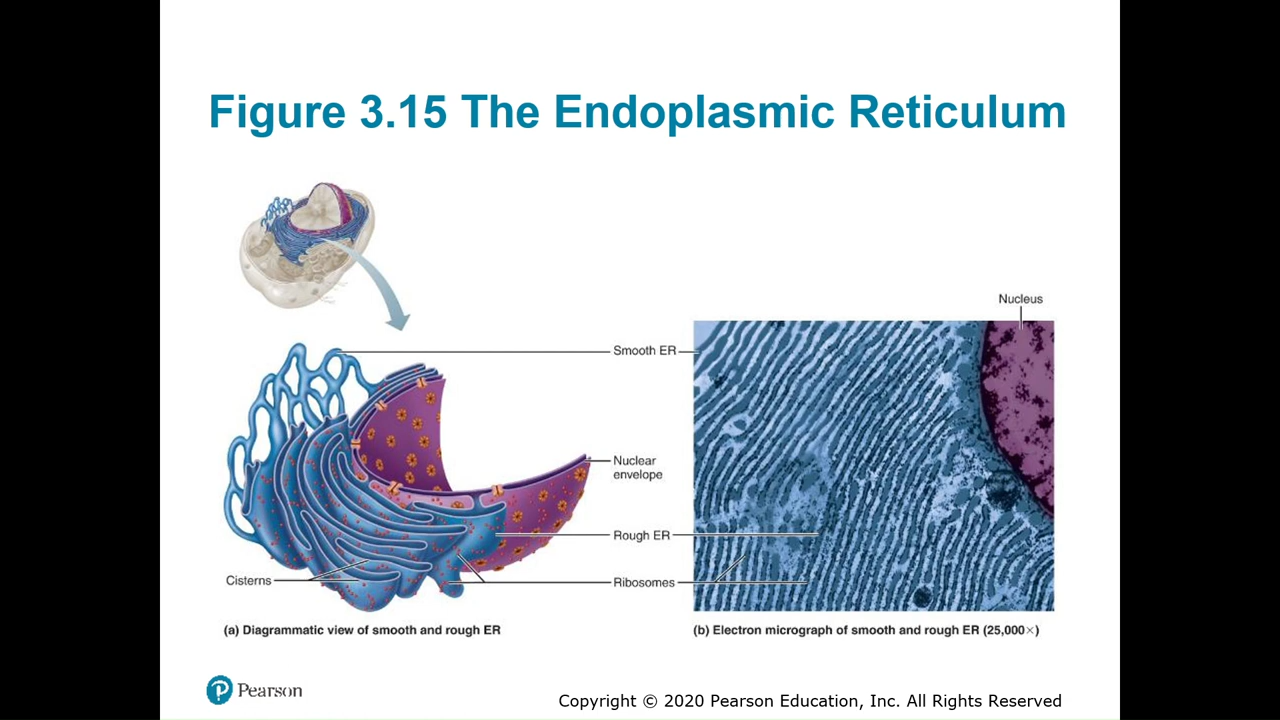 Figure 3.15 The Endoplasmic Reticulum
Nucleus
Smooth ER
Nuclear
envelope
Rough ER
Cisterns
Ribosomes
(a) Diagrammatic view of smooth and rough ER
(b) Electron micrograph of smooth and rough ER (25,000×)
P Pearson
Copyright © 2020 Pearson Education, Inc. All Rights Reserved